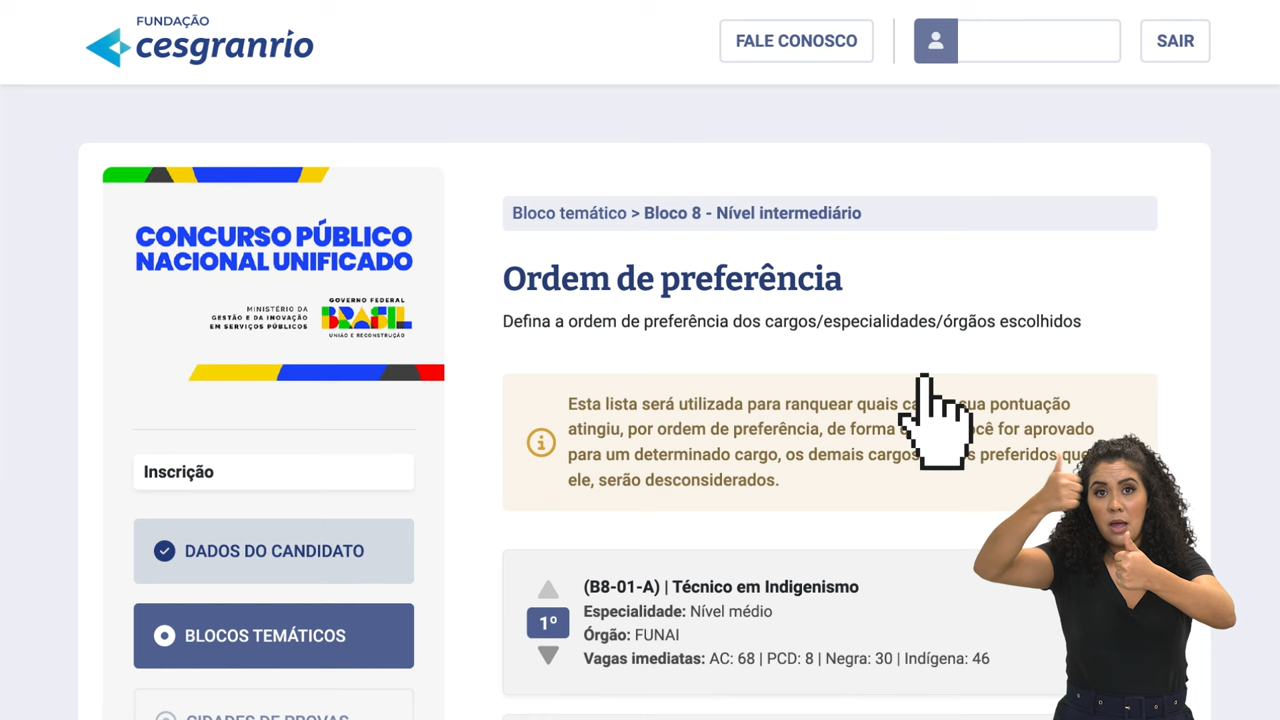 FUNDAÇÃO
cesgranrio
FALE CONOSCO
SAIR
CONCURSO PÚBLICO
NACIONAL UNIFICADO
MINISTÉRIO DA
GESTÃO E DA INOVAÇÃO
EM SERVIÇOS PÚBLICOS
GOVERNO FEDERAL
BRASIL
UNIÃO E RECONSTRUÇÃO
Inscrição
DADOS DO CANDIDATO
BLOCOS TEMÁTICOS
CIDADES DE PROVAS
Bloco temático > Bloco 8 - Nível intermediário
Ordem de preferência
Defina a ordem de preferência dos cargos/especialidades/órgãos escolhidos
Esta lista será utilizada para ranquear quais sua pontuação
atingiu, por ordem de preferência, de forma você for aprovado
para um determinado cargo, os demais cargos preferidos que
ele, serão desconsiderados.
1º
(B8-01-A) | Técnico em Indigenismo
Especialidade: Nível médio
Órgão: FUNAI
Vagas imediatas: AC: 68 | PCD: 8 | Negra: 30 | Indígena: 46